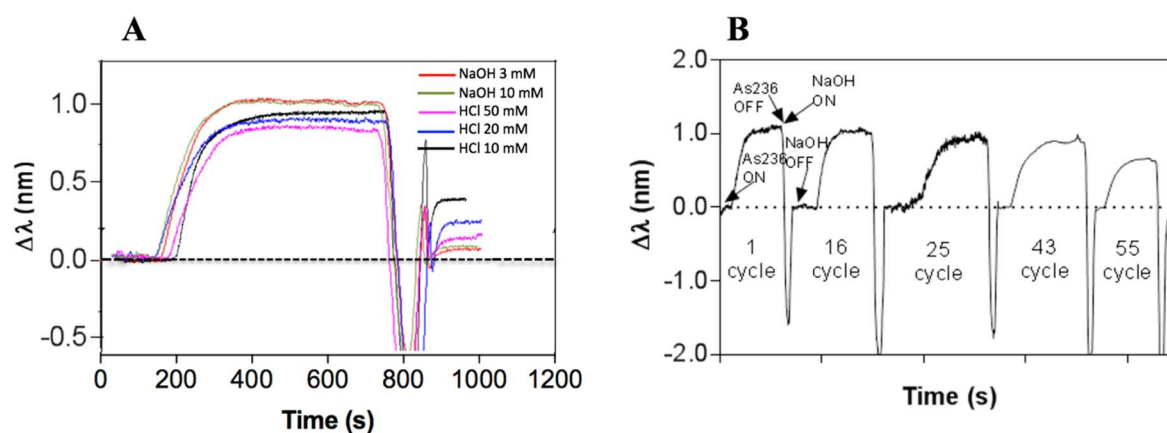 A
NaOH 3 mM
NaOH 10 mM
HCl 50 mM
HCl 20 mM
HCl 10 mM
1.0
0.5
0.0
-0.5
Δλ (nm)
0
200
400
600
800
1000
1200
Time (s)
B
2.0
1.0
0.0
-1.0
-2.0
Δλ (nm)
As236
OFF
NaOH
ON
As236
ON
NaOH
OFF
1
cycle
16
cycle
25
cycle
43
cycle
55
cycle
Time (s)